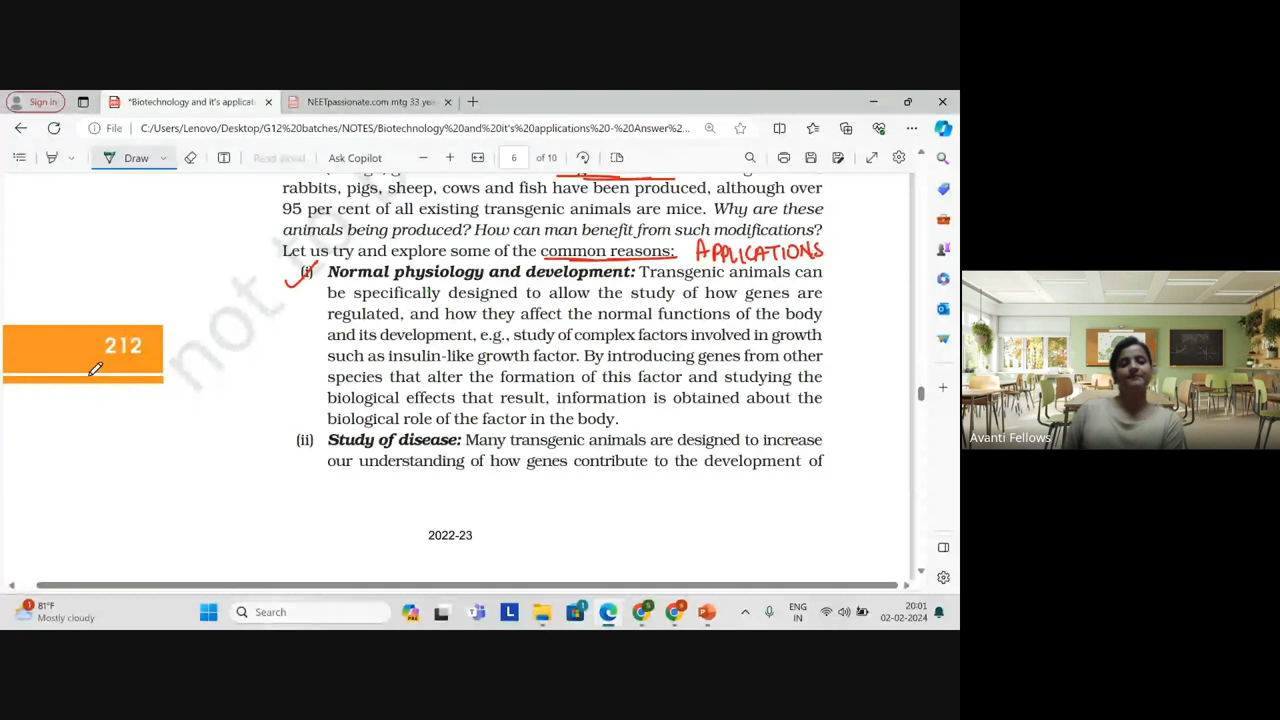 Sign in
*Biotechnology and it's applicati
NEETpassionate.com mtg 33 ye
File
C:/Users/Lenovo/Desktop/G12%20batches/NOTES/Biotechnology%20and%20it's%20applications%20-%20Answer%2...
Draw
Read aloud
Ask Copilot
6
of 10
rabbits, pigs, sheep, cows and fish have been produced, although over
95 per cent of all existing transgenic animals are mice. Why are these
animals being produced? How can man benefit from such modifications?
Let us try and explore some of the common reasons: APPLICATIONS
(i) Normal physiology and development: Transgenic animals can
be specifically designed to allow the study of how genes are
regulated, and how they affect the normal functions of the body
and its development, e.g., study of complex factors involved in growth
such as insulin-like growth factor. By introducing genes from other
species that alter the formation of this factor and studying the
biological effects that result, information is obtained about the
biological role of the factor in the body.
(ii) Study of disease: Many transgenic animals are designed to increase
our understanding of how genes contribute to the development of
212
not
2022-23
Avanti Fellows
1
81°F
Mostly cloudy
Search
ENG
IN
20:01
02-02-2024